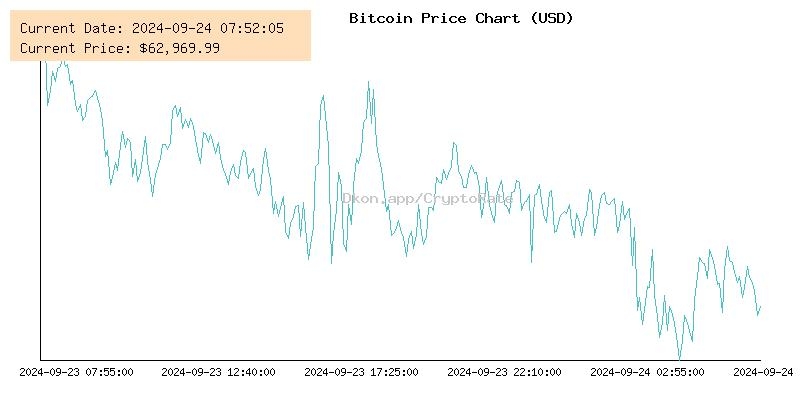 Bitcoin Price Chart (USD)
Current Date: 2024-09-24 07:52:05
Current Price: $62,969.99
Dkon.app/CryptoRate
2024-09-23 07:55:00 2024-09-23 12:40:00 2024-09-23 17:25:00 2024-09-23 22:10:00 2024-09-24 02:55:00 2024-09-24